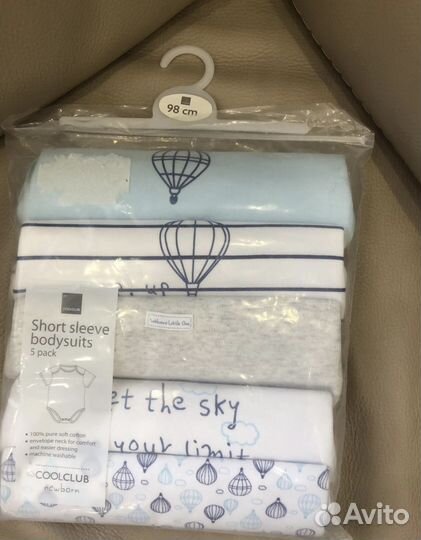 98 cm
up
Welcome Little One
Short sleeve
bodysuits
5 pack
• 100% pure soft cotton
• envelope neck for comfort
and easier dressing
• machine washable
COOLCLUB
newborn
et the sky
your limit
Avito